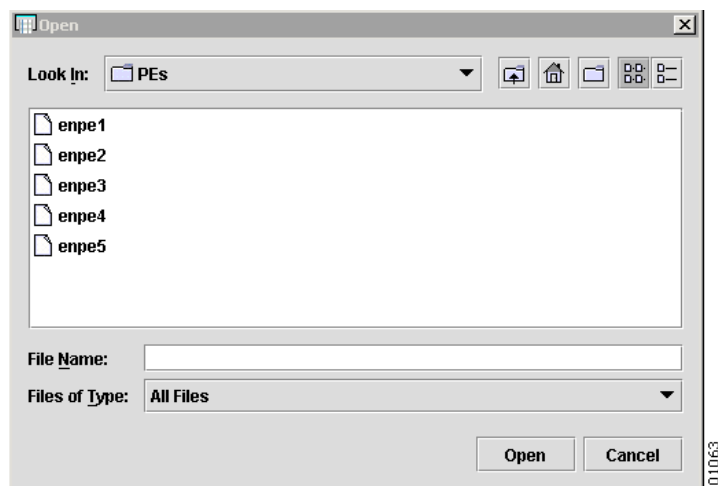 Open
Look In: PEs
enpe1
enpe2
enpe3
enpe4
enpe5
File Name:
Files of Type: All Files
Open Cancel
01063